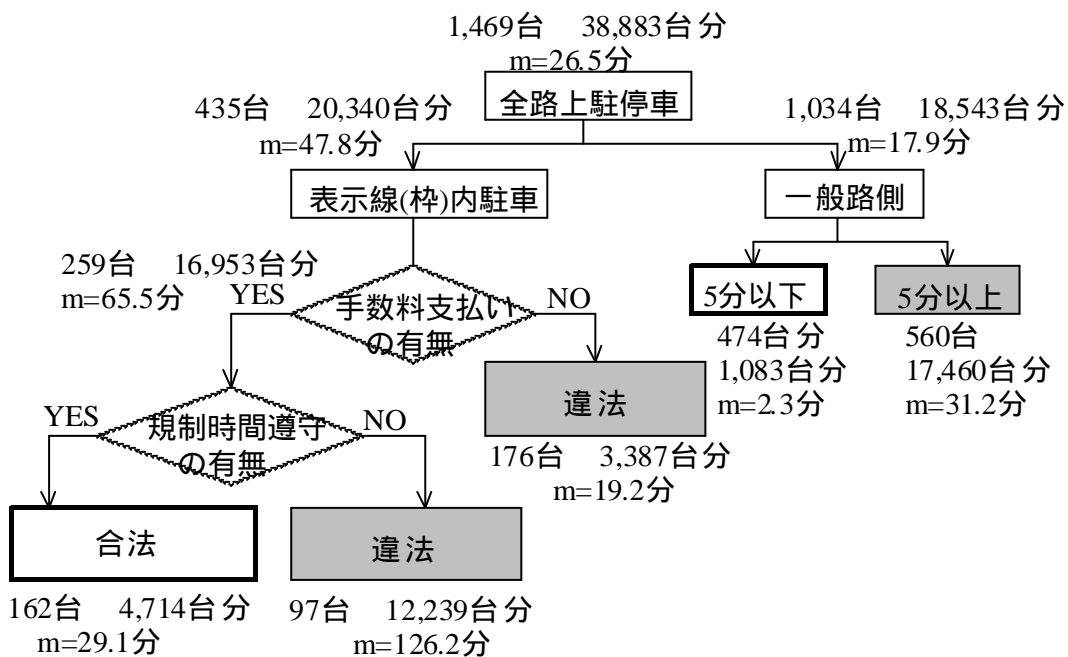 1,469台 38,883台分
m=26.5分
全路上駐停車
435台 20,340台分
m=47.8分
1,034台 18,543台分
m=17.9分
表示線(枠)内駐車
一般路側
259台 16,953台分
m=65.5分
YES
手数料支払い
の有無
NO
5分以下
5分以上
474台分
1,083台分
m=2.3分
560台
17,460台分
m=31.2分
違法
176台 3,387台分
m=19.2分
YES
規制時間遵守
の有無
NO
合法
違法
162台 4,714台分
m=29.1分
97台 12,239台分
m=126.2分